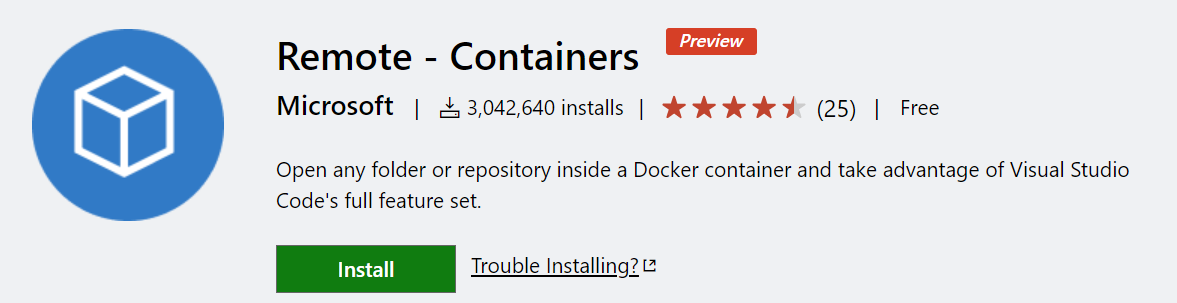 Remote - Containers Preview
Microsoft | 3,042,640 installs | (25) | Free
Open any folder or repository inside a Docker container and take advantage of Visual Studio
Code's full feature set.
Install Trouble Installing?